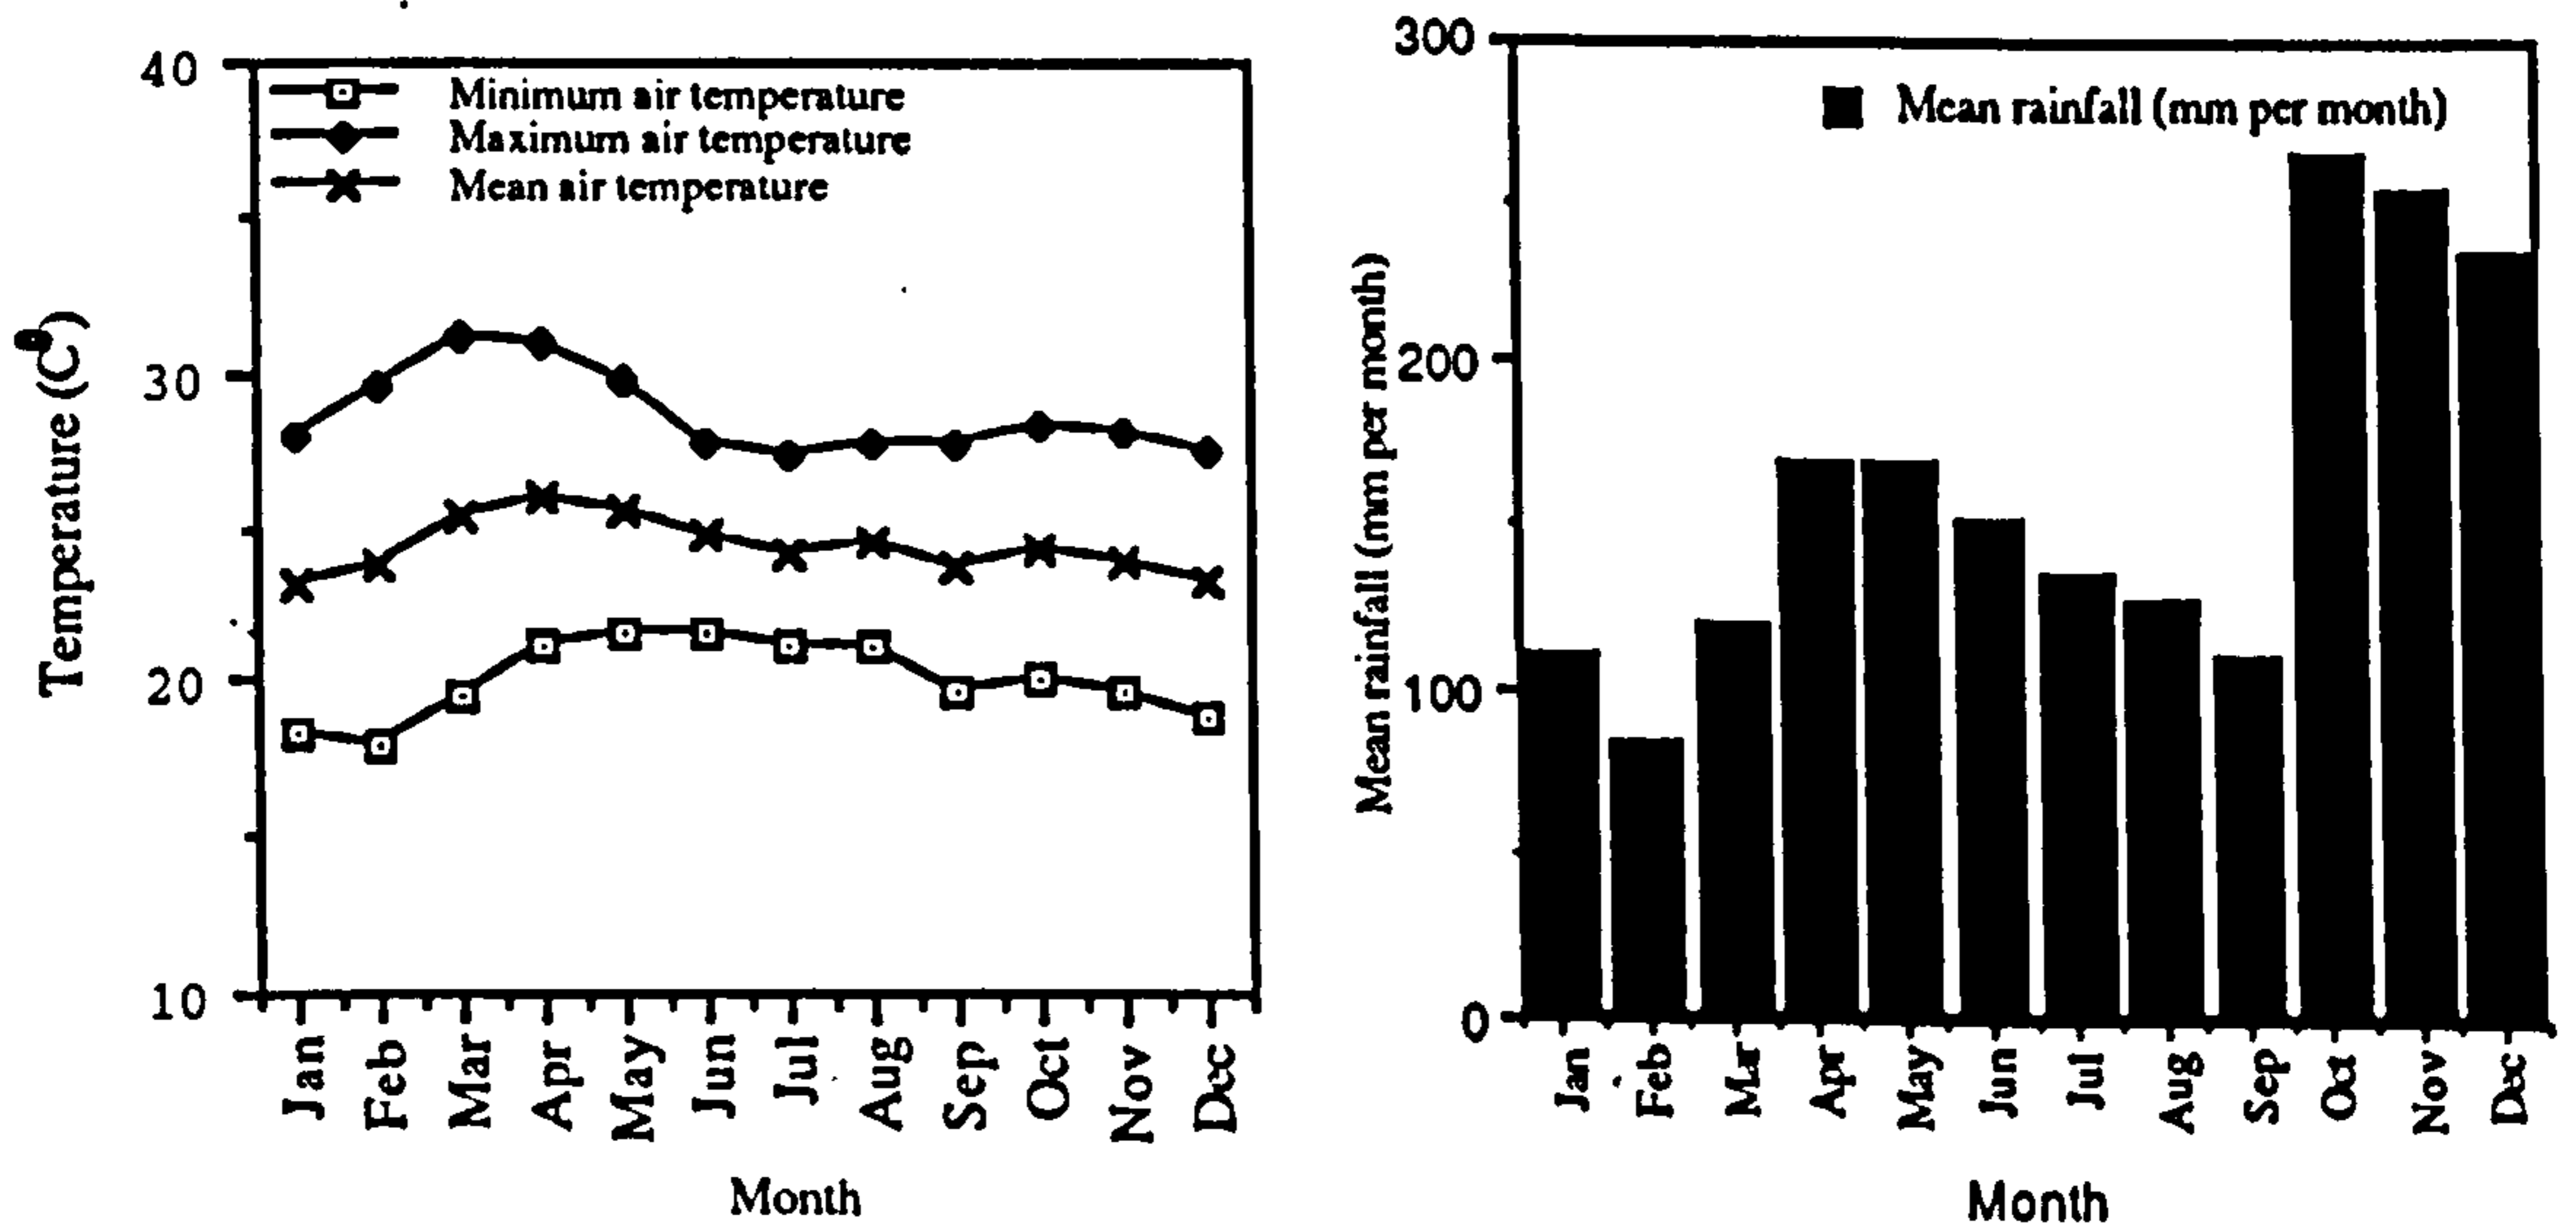 40
30
20
10
Temperature (C⁰)
Minimum air temperature
Maximum air temperature
Mean air temperature
Jan
Feb
Mar
Apr
May
Jun
Jul
Aug
Sep
Oct
Nov
Dec
Month
300
200
100
0
Mean rainfall (mm per month)
Mean rainfall (mm per month)
Jan
Feb
Mar
Apr
May
Jun
Jul
Aug
Sep
Oct
Nov
Dec
Month